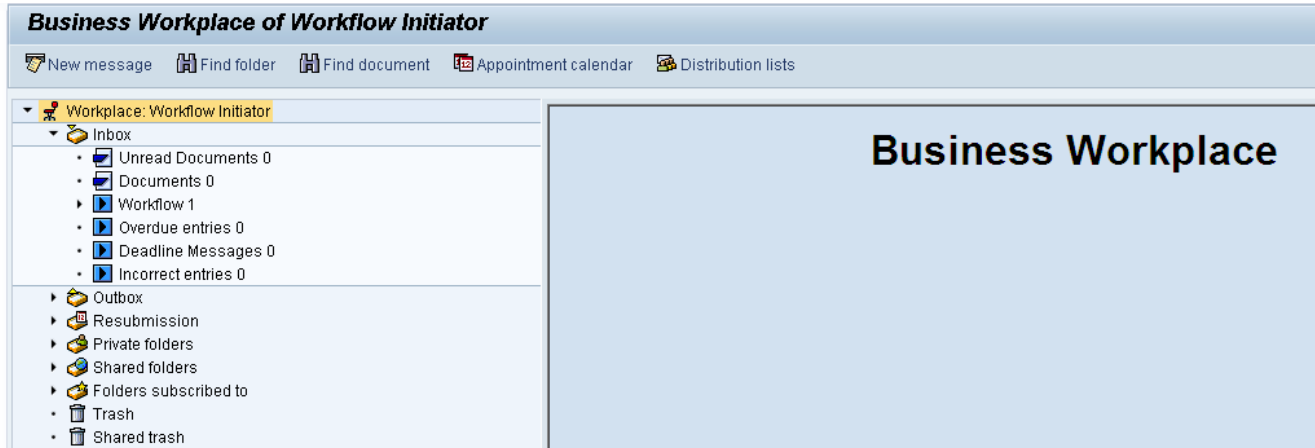 Business Workplace of Workflow Initiator
New message Find folder Find document Appointment calendar Distribution lists
Workplace: Workflow Initiator
Inbox
Unread Documents 0
Documents 0
Workflow 1
Overdue entries 0
Deadline Messages 0
Incorrect entries 0
Outbox
Resubmission
Private folders
Shared folders
Folders subscribed to
Trash
Shared trash
Business Workplace